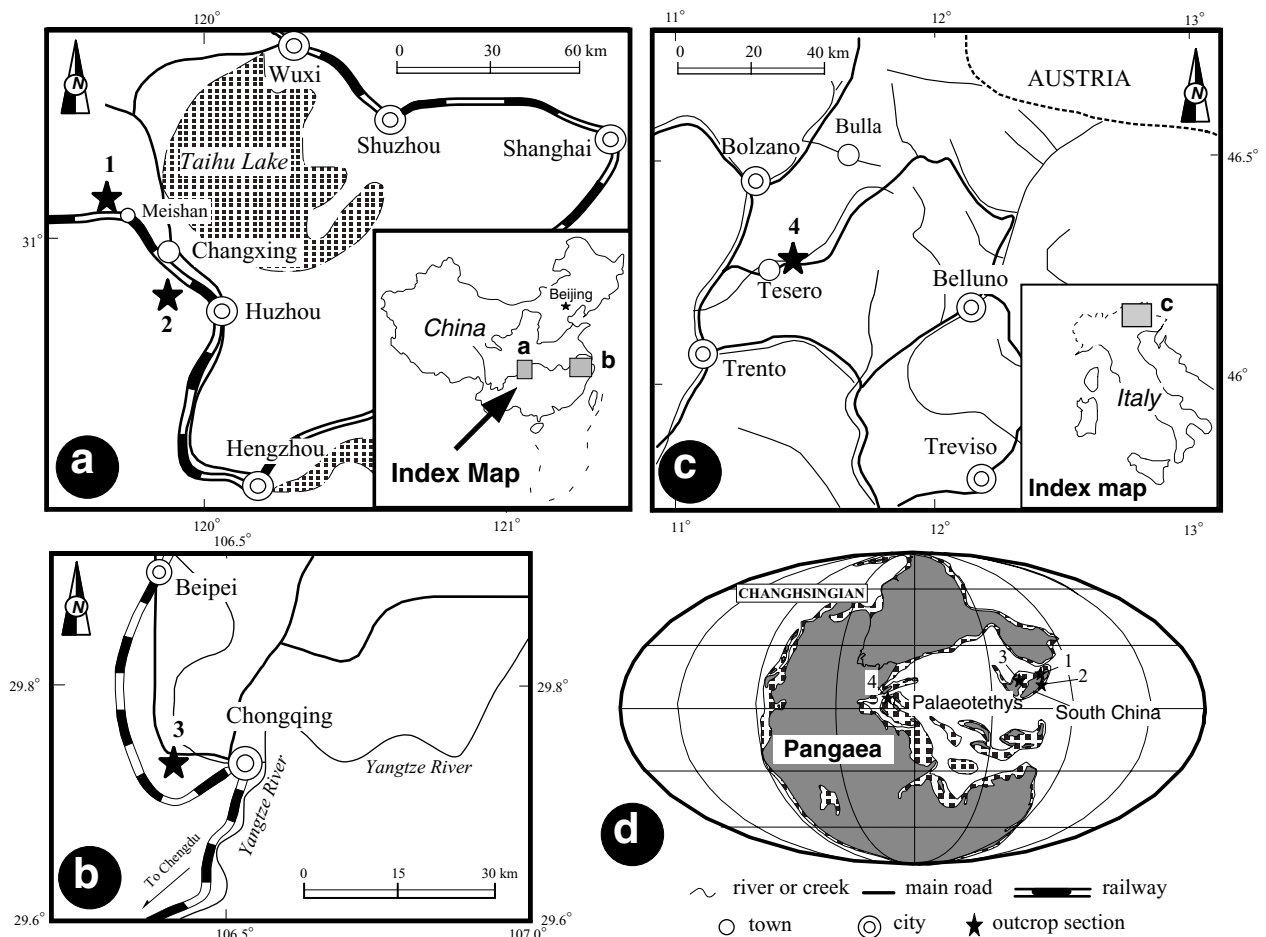 120°
0 30 60 km
N
Wuxi
Shuzhou
Shanghai
Taihu Lake
1
Meishan
31°
Changxing
2
Huzhou
Hengzhou
a
Beijing
China
a
b
Index Map
120°
121°
11°
12°
13°
0 20 40 km
AUSTRIA
N
Bulla
Bolzano
46.5°
4
Tesero
Belluno
c
Trento
Italy
46°
Treviso
c
Index map
11°
12°
13°
106.5°
N
Beipei
29.8°
29.8°
3
Chongqing
Yangtze River
Yangtze River
To Chengdu
b
0 15 30 km
29.6°
106.5°
107.0°
CHANGHSINGIAN
3
1
2
4
Palaeotethys
South China
Pangaea
d
river or creek
main road
railway
town
city
outcrop section